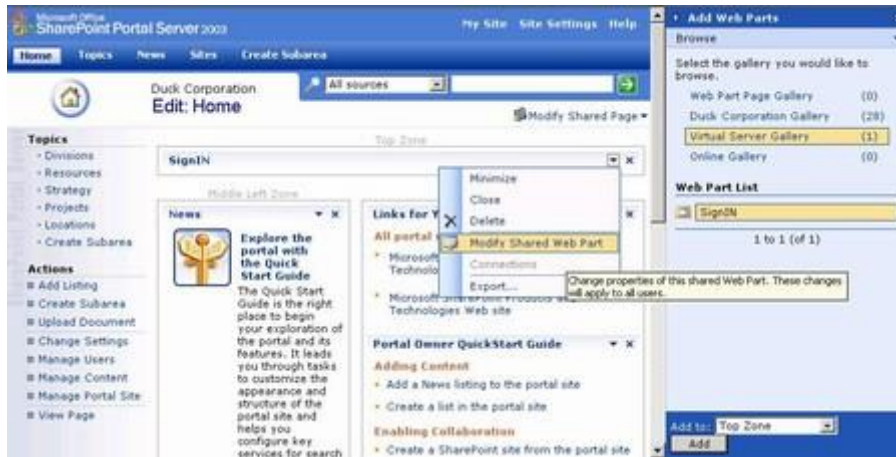 Microsoft Office
SharePoint Portal Server 2003
My Site Site Settings Help
Home Topics News Sites Create Subarea
Duck Corporation
Edit: Home
All sources
Modify Shared Page
Topics
Divisions
Resources
Strategy
Projects
Locations
Create Subarea
Actions
Add Listing
Create Subarea
Upload Document
Change Settings
Manage Users
Manage Content
Manage Portal Site
View Page
Top Zone
SignIN
Middle Left Zone
News
Explore the
portal with
the Quick
Start Guide
The Quick Start
Guide is the right
place to begin
your exploration of
the portal and its
features. It leads
you through tasks
to customize the
appearance and
structure of the
portal site and
helps you
configure key
services for search
Links for Y
All portal
Microsof
Technolo
Microsoft SharePoint Products and
Technologies Web site
Portal Owner QuickStart Guide
Adding Content
Add a News listing to the portal site
Create a list in the portal site
Enabling Collaboration
Create a SharePoint site from the portal site
Minimize
Close
Delete
Modify Shared Web Part
Connections
Export...
Change properties of this shared Web Part. These changes
will apply to all users.
Add Web Parts
Browse
Select the gallery you would like to
browse.
Web Part Page Gallery (0)
Duck Corporation Gallery (28)
Virtual Server Gallery (1)
Online Gallery (0)
Web Part List
SignIN
1 to 1 (of 1)
Add to: Top Zone
Add